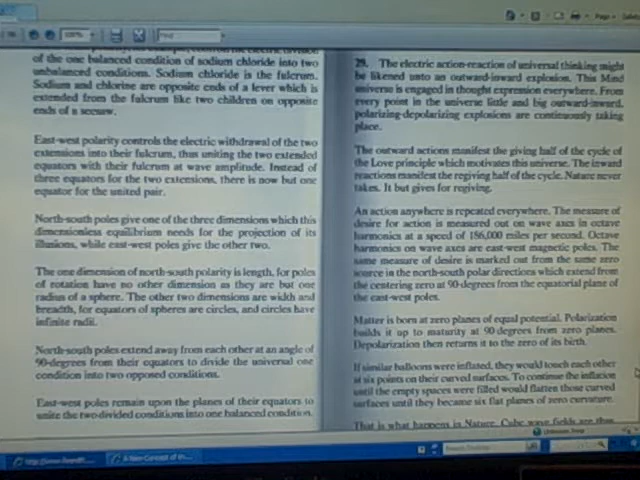 of the one balanced condition of sodium chloride into two
unbalanced conditions. Sodium chloride is the fulcrum.
Sodium and chlorine are opposite ends of a lever which is
extended from the fulcrum like two children on opposite
ends of a seesaw.
East-west polarity controls the electric withdrawal of the two
extensions into their fulcrum, thus uniting the two extended
equators with their fulcrum at wave amplitude. Instead of
three equators for the two extensions, there is now but one
equator for the united pair.
North-south poles give one of the three dimensions which this
dimensionless equilibrium needs for the projection of its
illusions, while east-west poles give the other two.
The one dimension of north-south polarity is length, for poles
of rotation have no other dimension as they are but one
radius of a sphere. The other two dimensions are width and
breadth, for equators of spheres are circles, and circles have
infinite radii.
North-south poles extend away from each other at an angle of
90-degrees from their equators to divide the universal one
condition into two opposed conditions.
East-west poles remain upon the planes of their equators to
unite the two-divided conditions into one balanced condition.
29. The electric action-reaction of universal thinking might
be likened unto an outward-inward explosion. This Mind
universe is engaged in thought expression everywhere. From
every point in the universe little and big outward-inward,
polarizing-depolarizing explosions are continuously taking
place.
The outward actions manifest the giving half of the cycle of
the Love principle which motivates this universe. The inward
reactions manifest the regiving half of the cycle. Nature never
takes. It but gives for regiving.
An action anywhere is repeated everywhere. The measure of
desire for action is measured out on wave axes in octave
harmonics at a speed of 186,000 miles per second. Octave
harmonics on wave axes are east-west magnetic poles. The
same measure of desire is marked out from the same zero
source in the north-south polar directions which extend from
the centering zero at 90-degrees from the equatorial plane of
the east-west poles.
Matter is born at zero planes of equal potential. Polarization
builds it up to maturity at 90 degrees from zero planes.
Depolarization then returns it to the zero of its birth.
If similar balloons were inflated, they would touch each other
at six points on their curved surfaces. To continue the inflation
until the empty spaces were filled would flatten those curved
surfaces until they became six flat planes of zero curvature.
That is what happens in Nature. Cube wave fields are thus